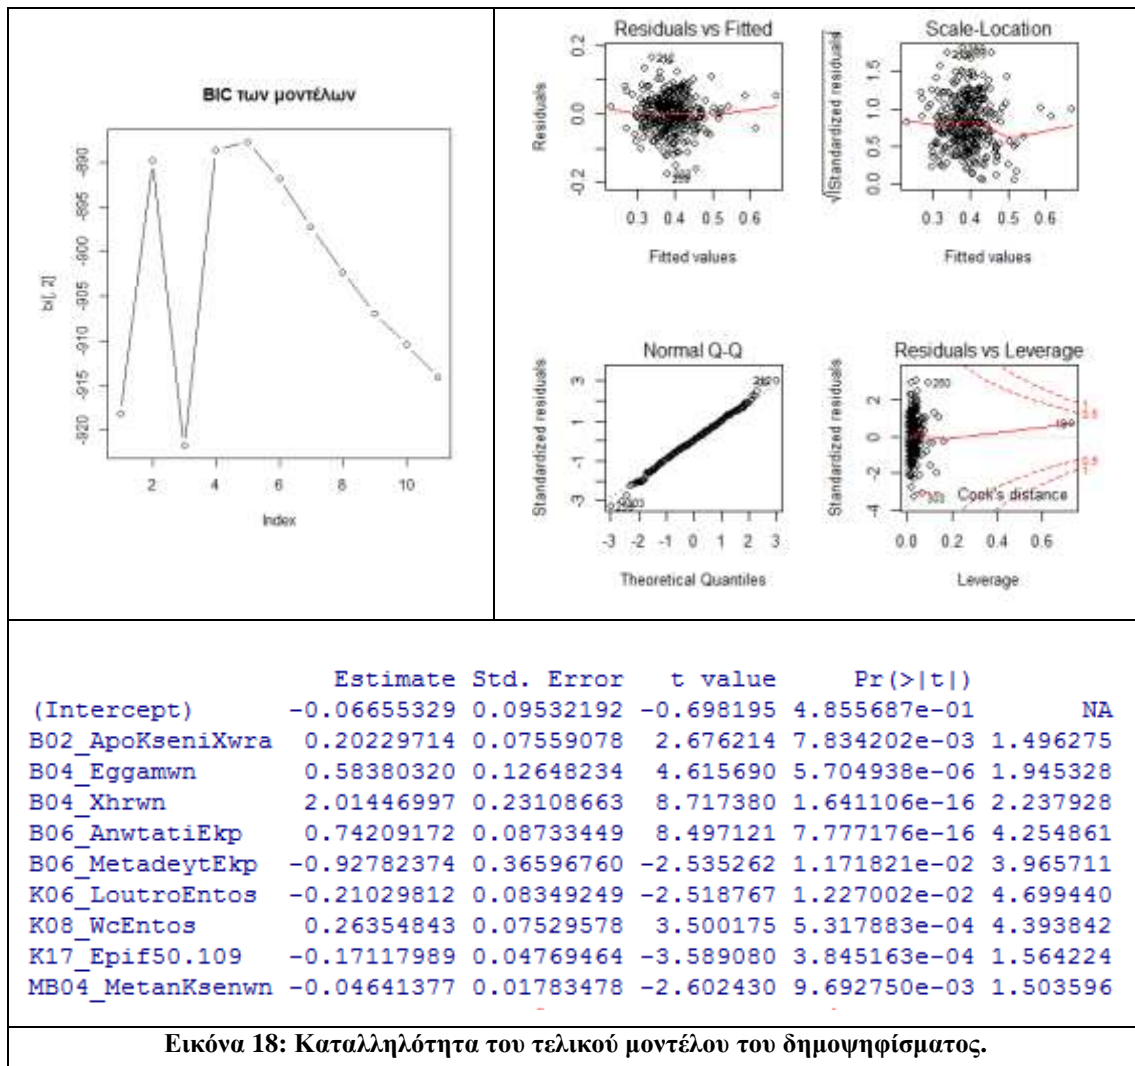 BIC των μοντέλων
-890
-895
-900
-905
-910
-915
-920
bi[, 2]
2 4 6 8 10
Index
Residuals vs Fitted
0.2
0.0
-0.2
Residuals
0.3 0.4 0.5 0.6
Fitted values
Scale-Location
1.5
1.0
0.5
0.0
√|Standardized residuals|
0.3 0.4 0.5 0.6
Fitted values
Normal Q-Q
3
1
-1
-3
Standardized residuals
-3 -2 -1 0 1 2 3
Theoretical Quantiles
Residuals vs Leverage
2
0
-2
-4
Standardized residuals
1
0.5
0.5
1
Cook's distance
0.0 0.2 0.4 0.6
Leverage
Estimate Std. Error t value Pr(>|t|)
(Intercept) -0.06655329 0.09532192 -0.698195 4.855687e-01 NA
B02_ApoKseniXwra 0.20229714 0.07559078 2.676214 7.834202e-03 1.496275
B04_Eggamwn 0.58380320 0.12648234 4.615690 5.704938e-06 1.945328
B04_Xhrwn 2.01446997 0.23108663 8.717380 1.641106e-16 2.237928
B06_AnwtatiEkp 0.74209172 0.08733449 8.497121 7.777176e-16 4.254861
B06_MetadeytEkp -0.92782374 0.36596760 -2.535262 1.171821e-02 3.965711
K06_LoutroEntos -0.21029812 0.08349249 -2.518767 1.227002e-02 4.699440
K08_WcEntos 0.26354843 0.07529578 3.500175 5.317883e-04 4.393842
K17_Epif50.109 -0.17117989 0.04769464 -3.589080 3.845163e-04 1.564224
MB04_MetanKsenwn -0.04641377 0.01783478 -2.602430 9.692750e-03 1.503596
Εικόνα 18: Καταλληλότητα του τελικού μοντέλου του δημοψηφίσματος.